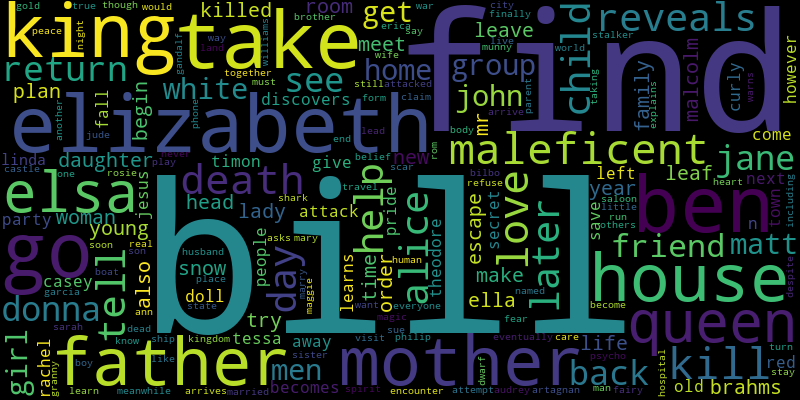 gold
true
though
would
killed
room
brother
war
city
finally
reveals
king
take
get
find
erica
say
peace
night
gandalf
way
land
williams
meet
leave
child
stalker
however
return
together
must
wife
live
munny
world
white
see
home
group
family
malcolm
curly
plan
begin
discovers
still
attacked
john
parent
explains
taking
warns
elizabeth
another
fall
phone
form
claim
mr
arrive
come
jude
end
lead
body
maleficent
linda
daughter
never
play
timon
give
belief
new
rom
jane
castle
one
rosie
death
scar
left
leaf
heart
next
elsa
jesus
shark
travel
help
bilbo
refuse
year
ben
town
including
party
woman
head
lady
attack
pride
alice
love
escape
secret
save
saloon
little
run
others
n
young
people
theodore
later
friend
matt
go
soon
real
son
asks
mary
husband
day
time
order
human
ella
make
house
despite
tell
boat
snow
place
marry
maggie
learns
become
casey
also
doll
bill
state
want
everyone
named
garcia
ann
magic
fear
donna
try
sue
queen
sarah
dead
ship
kingdom
tessa
away
visit
philip
eventually
care
life
turn
girl
rachel
know
like
men
sister
mother
psycho
hospital
red
stay
father
boy
granny
back
kill
dwarf
man
fairy
old
brahms
learn
meanwhile
arrives
married
becomes
spirit
encounter
attempt
audrey
artagnan